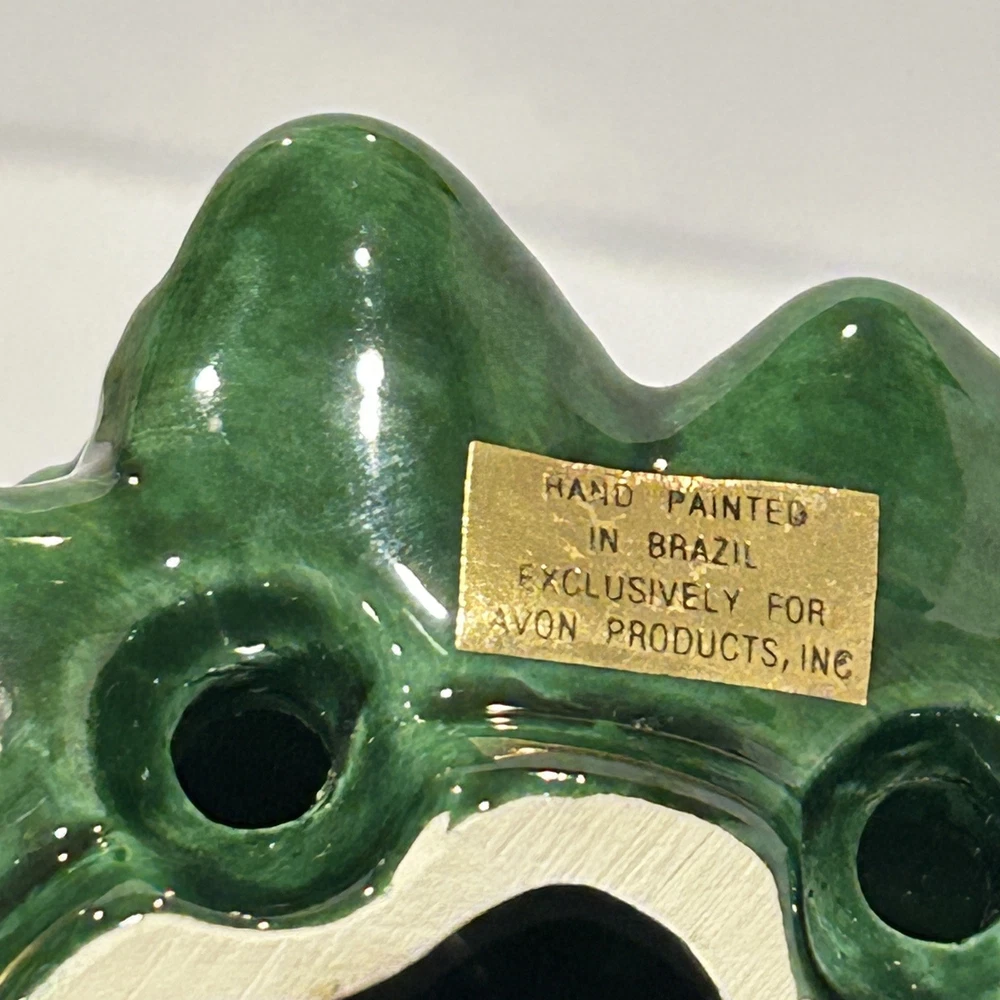 HAND PAINTED
IN BRAZIL
EXCLUSIVELY FOR
AVON PRODUCTS, INC